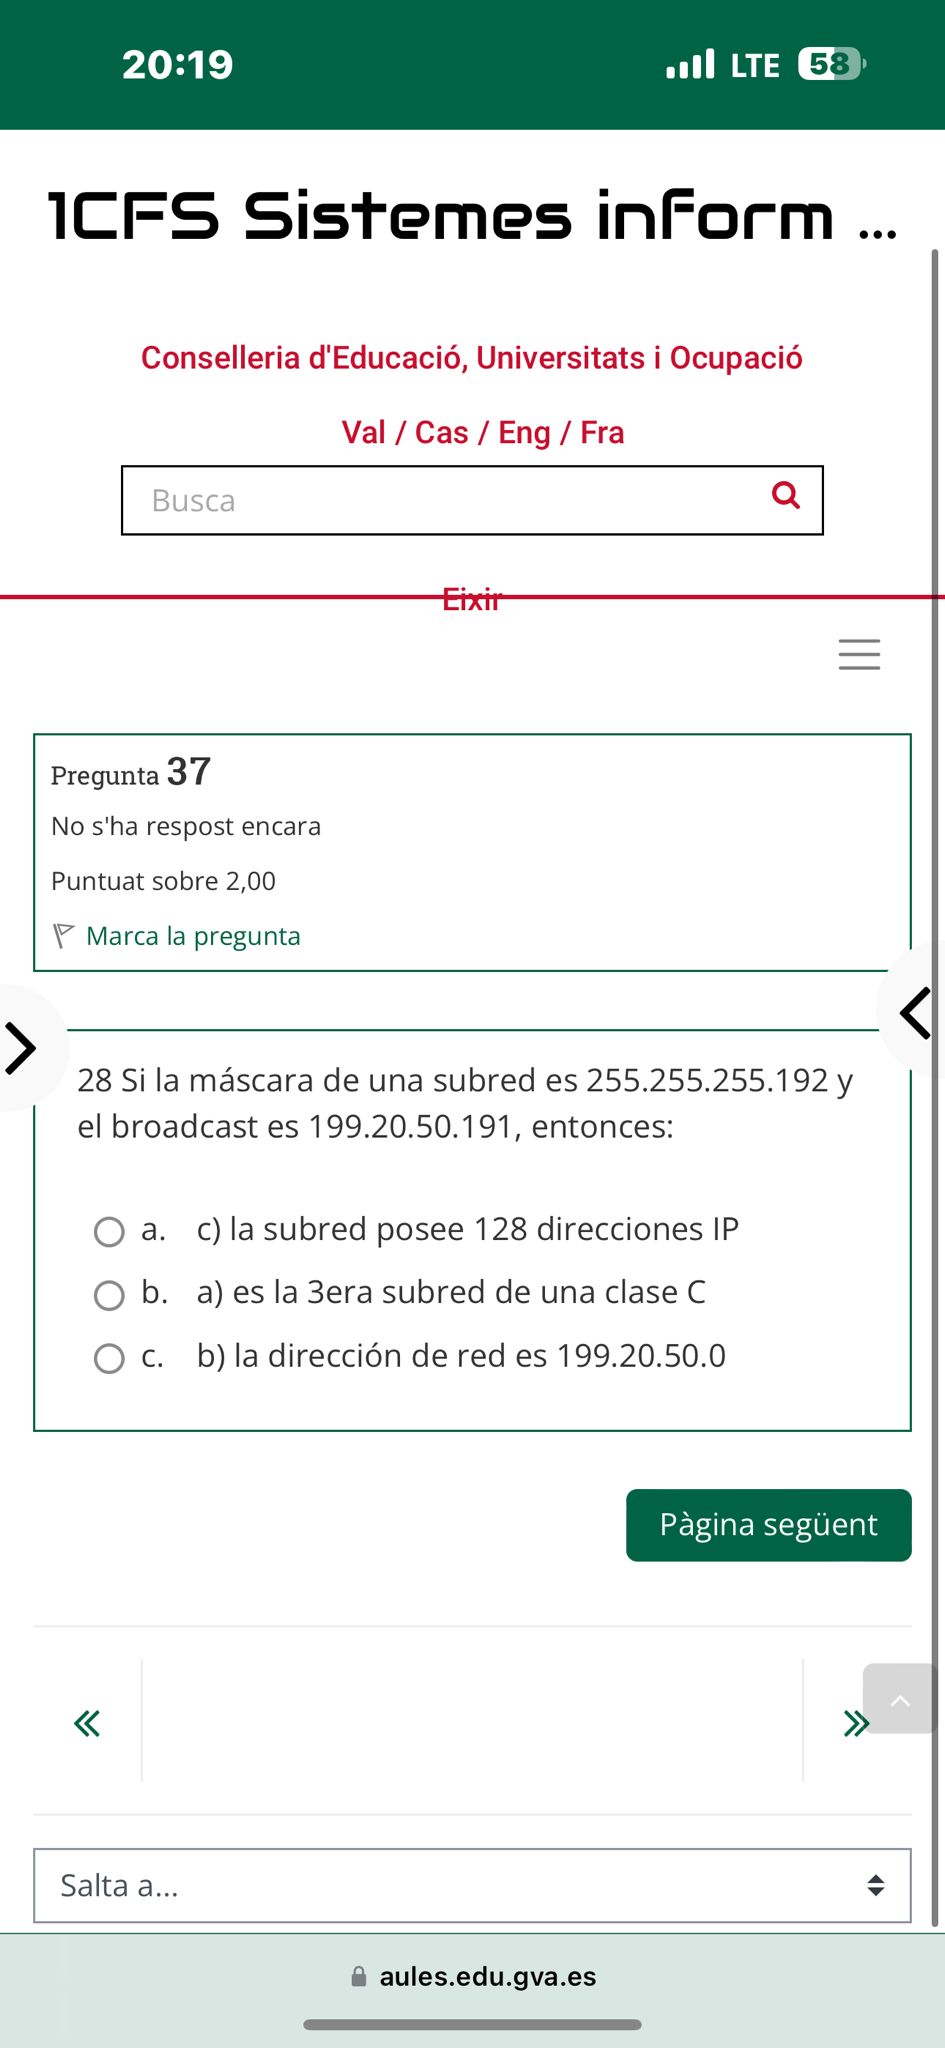 20:19
LTE 58
1CFS Sistemes inform ...
Conselleria d'Educació, Universitats i Ocupació
Val / Cas / Eng / Fra
Busca
Eixir
Pregunta 37
No s'ha respost encara
Puntuat sobre 2,00
Marca la pregunta
28 Si la máscara de una subred es 255.255.255.192 y
el broadcast es 199.20.50.191, entonces:
a. c) la subred posee 128 direcciones IP
b. a) es la 3era subred de una clase C
c. b) la dirección de red es 199.20.50.0
Pàgina següent
Salta a...
aules.edu.gva.es